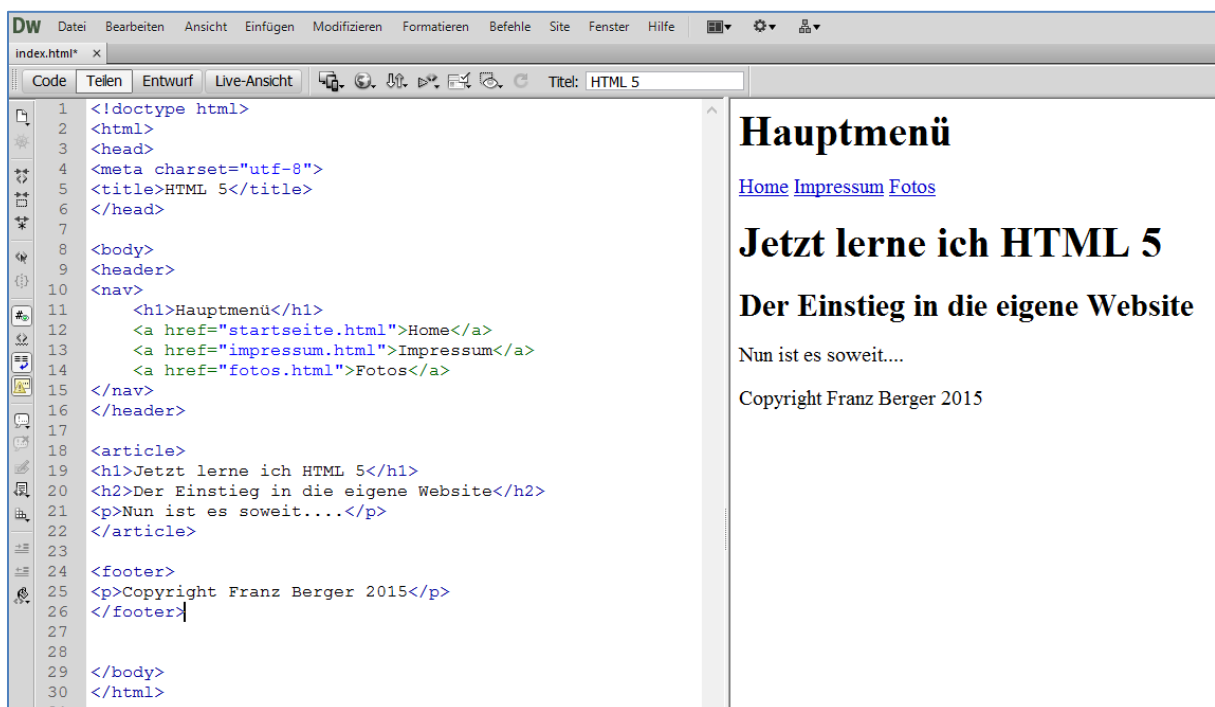 DW Datei Bearbeiten Ansicht Einfügen Modifizieren Formatieren Befehle Site Fenster Hilfe
index.html* ×
Code Teilen Entwurf Live-Ansicht Titel: HTML 5
1 <!doctype html>
2 <html>
3 <head>
4 <meta charset="utf-8">
5 <title>HTML 5</title>
6 </head>
7
8 <body>
9 <header>
10 <nav>
11 <h1>Hauptmenü</h1>
12 <a href="startseite.html">Home</a>
13 <a href="impressum.html">Impressum</a>
14 <a href="fotos.html">Fotos</a>
15 </nav>
16 </header>
17
18 <article>
19 <h1>Jetzt lerne ich HTML 5</h1>
20 <h2>Der Einstieg in die eigene Website</h2>
21 <p>Nun ist es soweit....</p>
22 </article>
23
24 <footer>
25 <p>Copyright Franz Berger 2015</p>
26 </footer>
27
28
29 </body>
30 </html>
Hauptmenü
Home Impressum Fotos
Jetzt lerne ich HTML 5
Der Einstieg in die eigene Website
Nun ist es soweit....
Copyright Franz Berger 2015